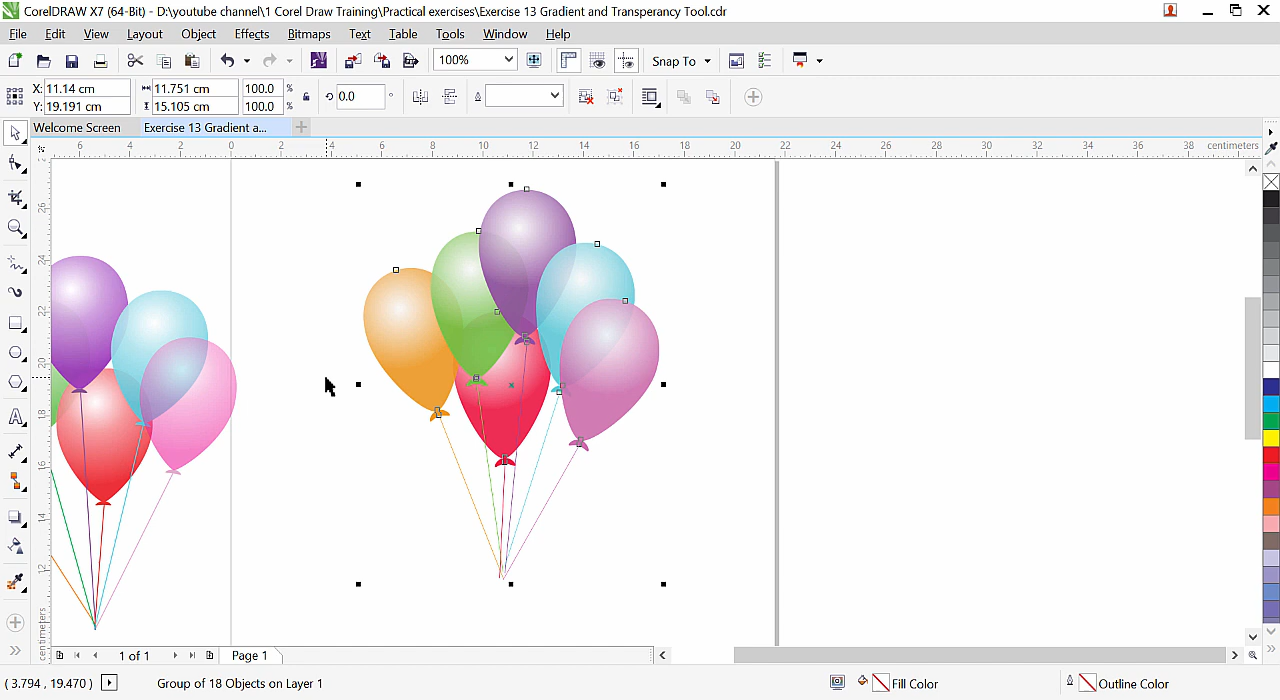 CorelDRAW X7 (64-Bit) - D:\youtube channel\1 Corel Draw Training\Practical exercises\Exercise 13 Gradient and Transperancy Tool.cdr
File Edit View Layout Object Effects Bitmaps Text Table Tools Window Help
100% Snap To
X: 11.14 cm 11.751 cm 100.0 % 0.0 °
Y: 19.191 cm 15.105 cm 100.0 %
Welcome Screen Exercise 13 Gradient a...
6 4 2 0 2 4 6 8 10 12 14 16 18 20 22 24 26 28 30 32 34 36 38 centimeters
26
24
22
20
18
16
14
12
centimeters
1 of 1 Page 1
( 3.794 , 19.470 ) Group of 18 Objects on Layer 1 Fill Color Outline Color